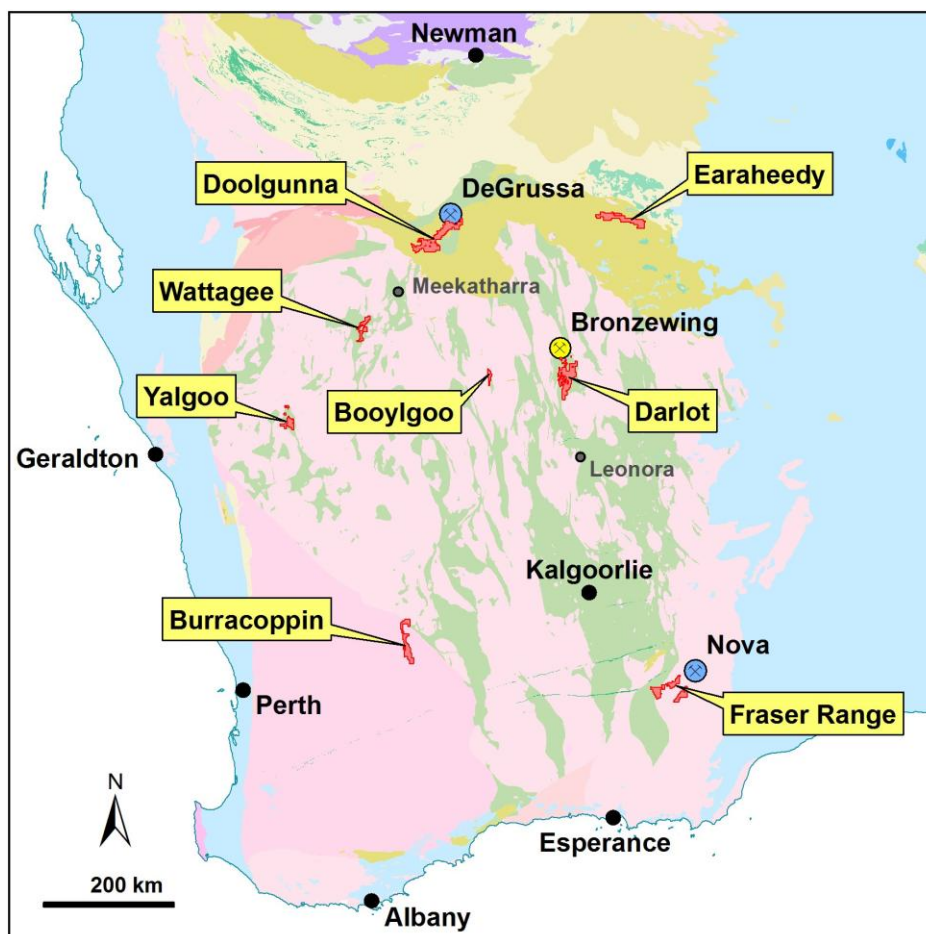 Newman
Doolgunna
DeGrussa
Earaheedy
Meekatharra
Wattagee
Bronzewing
Yalgoo
Booylgoo
Darlot
Geraldton
Leonora
Kalgoorlie
Burracoppin
Nova
Perth
Fraser Range
N
Esperance
200 km
Albany